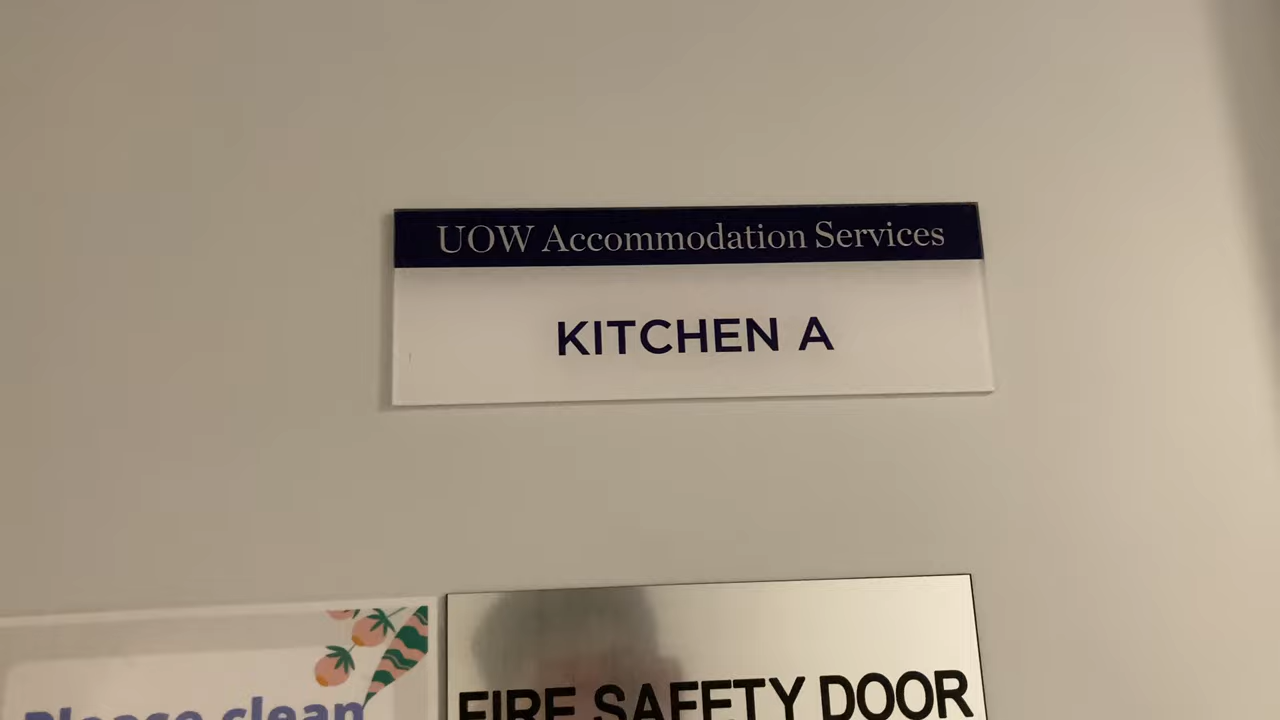 UOW Accommodation Services
KITCHEN A
Please clean
FIRE SAFETY DOOR